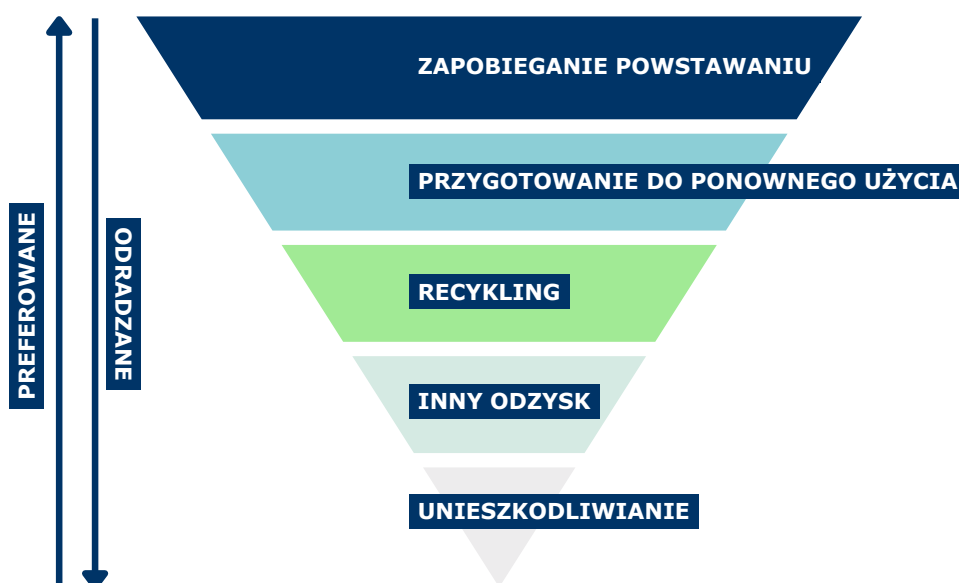 ZAPOBIEGANIE POWSTAWANIU
PRZYGOTOWANIE DO PONOWNEGO UŻYCIA
RECYKLING
INNY ODZYSK
UNIESZKODLIWIANIE
PREFEROWANE
ODRADZANE